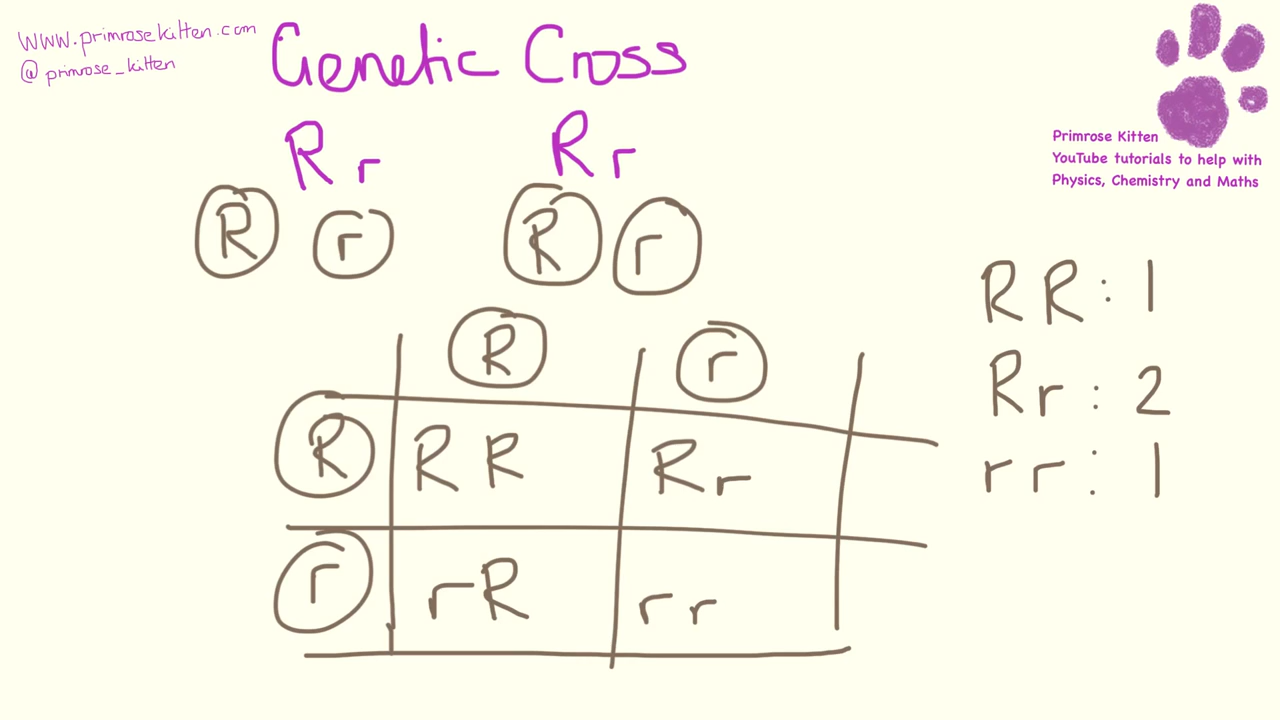 www.primrosekitten.com
@primrose_kitten
Genetic Cross
Rr Rr
R r R r
Primrose Kitten
YouTube tutorials to help with
Physics, Chemistry and Maths
R r
R RR Rr
r rR rr
RR: 1
Rr: 2
rr: 1